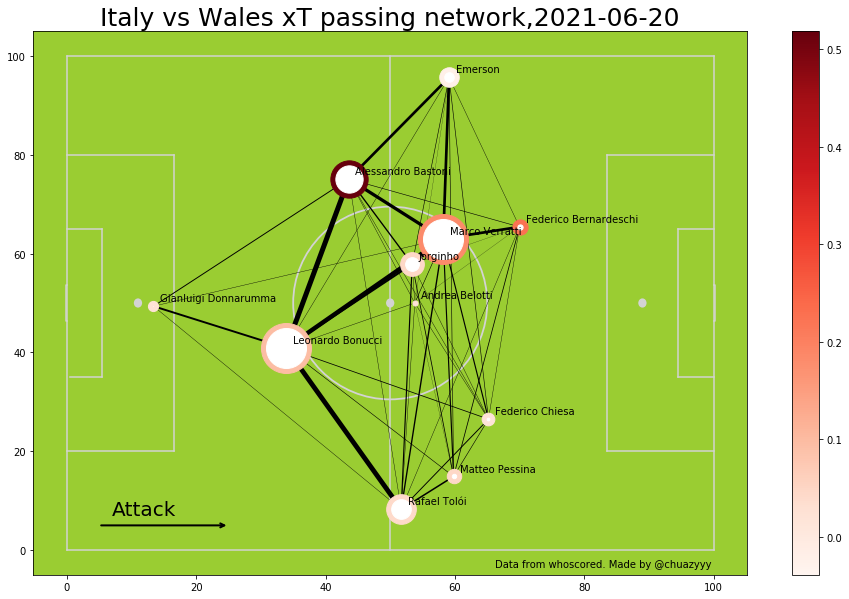 Italy vs Wales xT passing network,2021-06-20
100
80
60
40
20
0
0
20
40
60
80
100
Emerson
Alessandro Bastoni
Federico Bernardeschi
Marco Verratti
Jorginho
Andrea Belotti
Gianluigi Donnarumma
Leonardo Bonucci
Federico Chiesa
Matteo Pessina
Rafael Tolói
Attack
Data from whoscored. Made by @chuazyyy
0.5
0.4
0.3
0.2
0.1
0.0